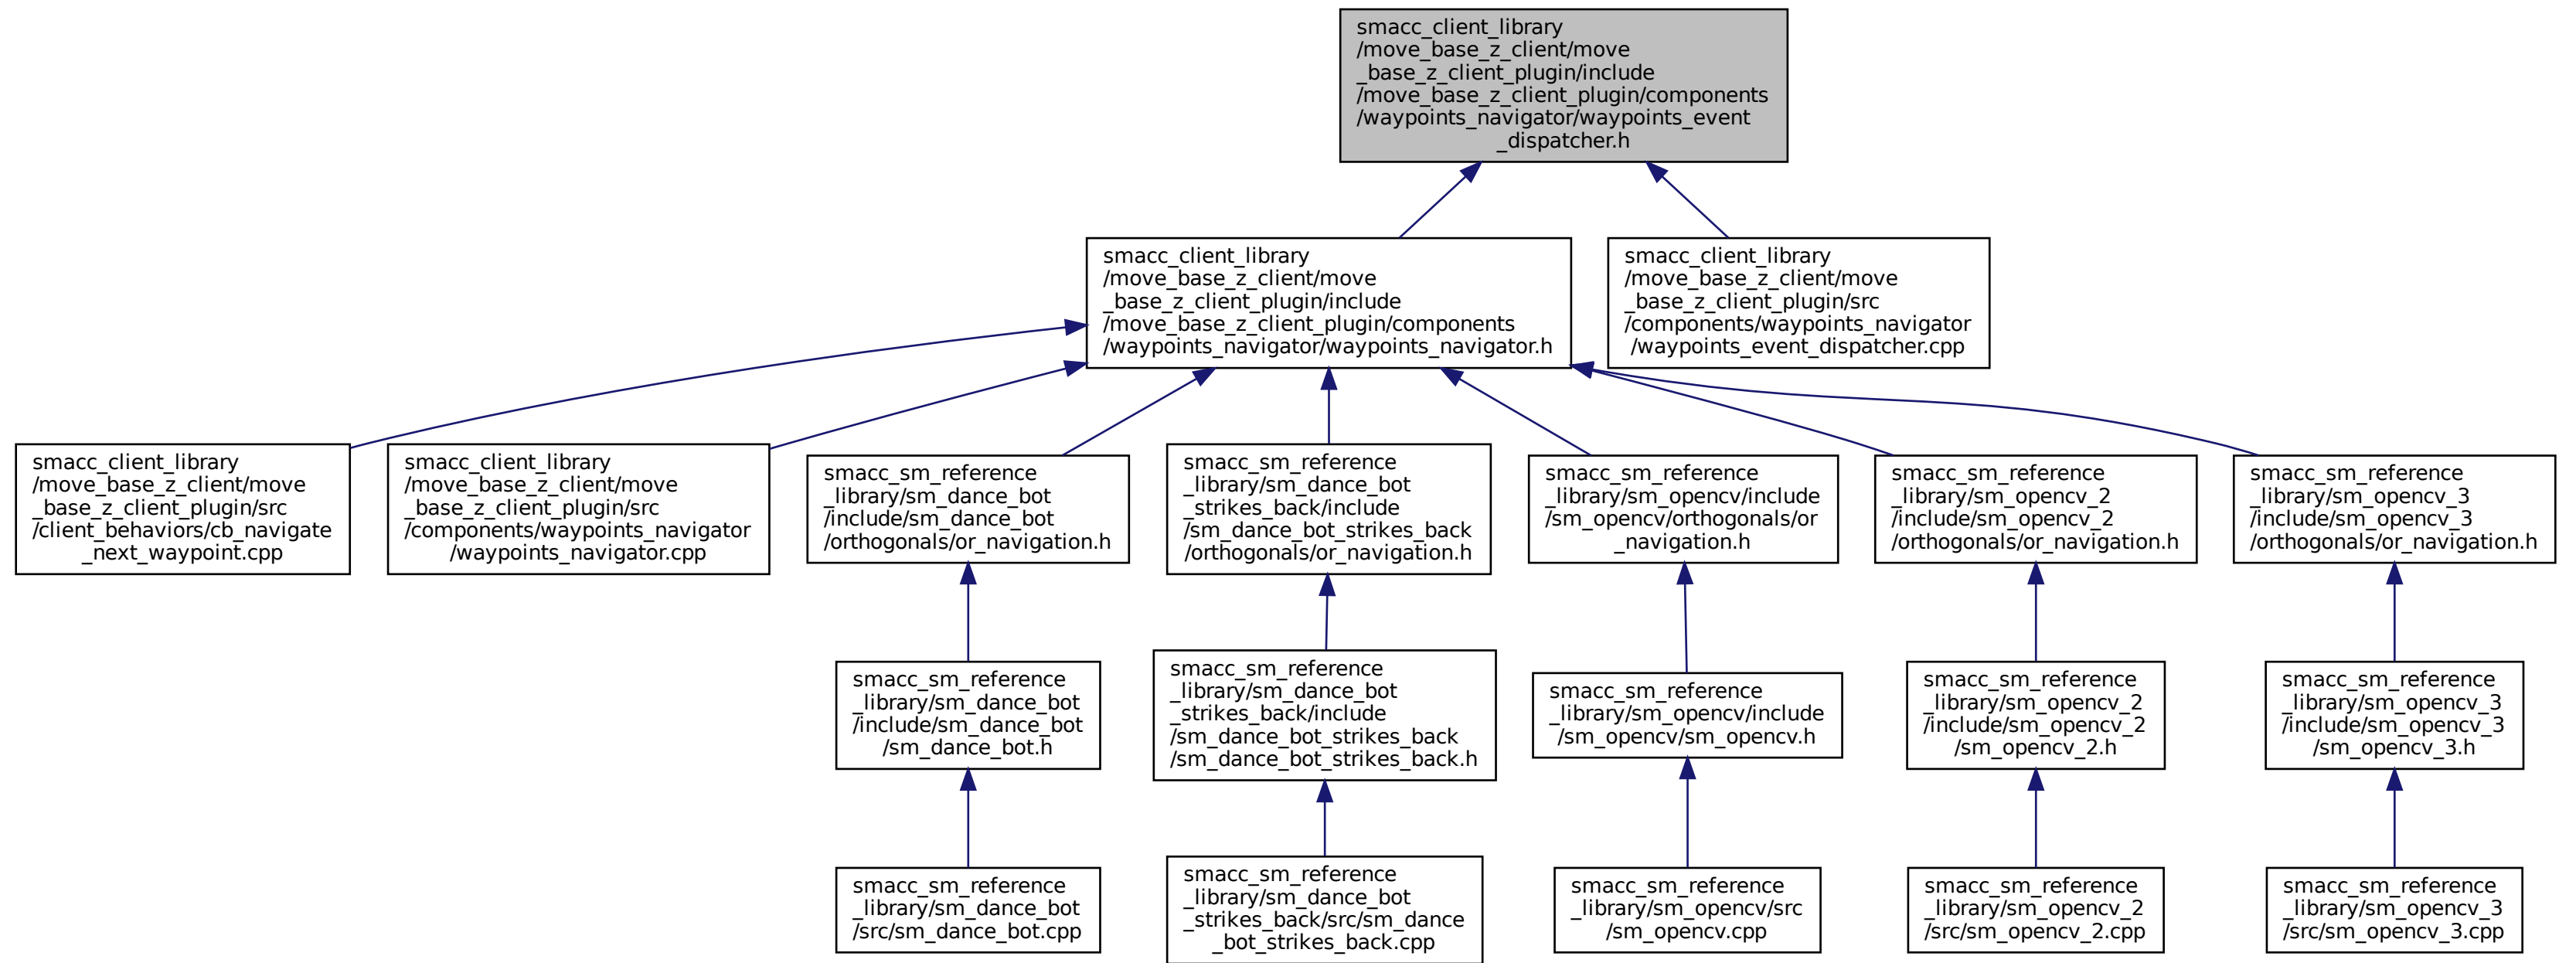 smacc_client_library
/move_base_z_client/move
_base_z_client_plugin/include
/move_base_z_client_plugin/components
/waypoints_navigator/waypoints_event
_dispatcher.h
smacc_client_library
/move_base_z_client/move
_base_z_client_plugin/include
/move_base_z_client_plugin/components
/waypoints_navigator/waypoints_navigator.h
smacc_client_library
/move_base_z_client/move
_base_z_client_plugin/src
/components/waypoints_navigator
/waypoints_event_dispatcher.cpp
smacc_client_library
/move_base_z_client/move
_base_z_client_plugin/src
/client_behaviors/cb_navigate
_next_waypoint.cpp
smacc_client_library
/move_base_z_client/move
_base_z_client_plugin/src
/components/waypoints_navigator
/waypoints_navigator.cpp
smacc_sm_reference
_library/sm_dance_bot
/include/sm_dance_bot
/orthogonals/or_navigation.h
smacc_sm_reference
_library/sm_dance_bot
_strikes_back/include
/sm_dance_bot_strikes_back
/orthogonals/or_navigation.h
smacc_sm_reference
_library/sm_opencv/include
/sm_opencv/orthogonals/or
_navigation.h
smacc_sm_reference
_library/sm_opencv_2
/include/sm_opencv_2
/orthogonals/or_navigation.h
smacc_sm_reference
_library/sm_opencv_3
/include/sm_opencv_3
/orthogonals/or_navigation.h
smacc_sm_reference
_library/sm_dance_bot
/include/sm_dance_bot
/sm_dance_bot.h
smacc_sm_reference
_library/sm_dance_bot
_strikes_back/include
/sm_dance_bot_strikes_back
/sm_dance_bot_strikes_back.h
smacc_sm_reference
_library/sm_opencv/include
/sm_opencv/sm_opencv.h
smacc_sm_reference
_library/sm_opencv_2
/include/sm_opencv_2
/sm_opencv_2.h
smacc_sm_reference
_library/sm_opencv_3
/include/sm_opencv_3
/sm_opencv_3.h
smacc_sm_reference
_library/sm_dance_bot
/src/sm_dance_bot.cpp
smacc_sm_reference
_library/sm_dance_bot
_strikes_back/src/sm_dance
_bot_strikes_back.cpp
smacc_sm_reference
_library/sm_opencv/src
/sm_opencv.cpp
smacc_sm_reference
_library/sm_opencv_2
/src/sm_opencv_2.cpp
smacc_sm_reference
_library/sm_opencv_3
/src/sm_opencv_3.cpp